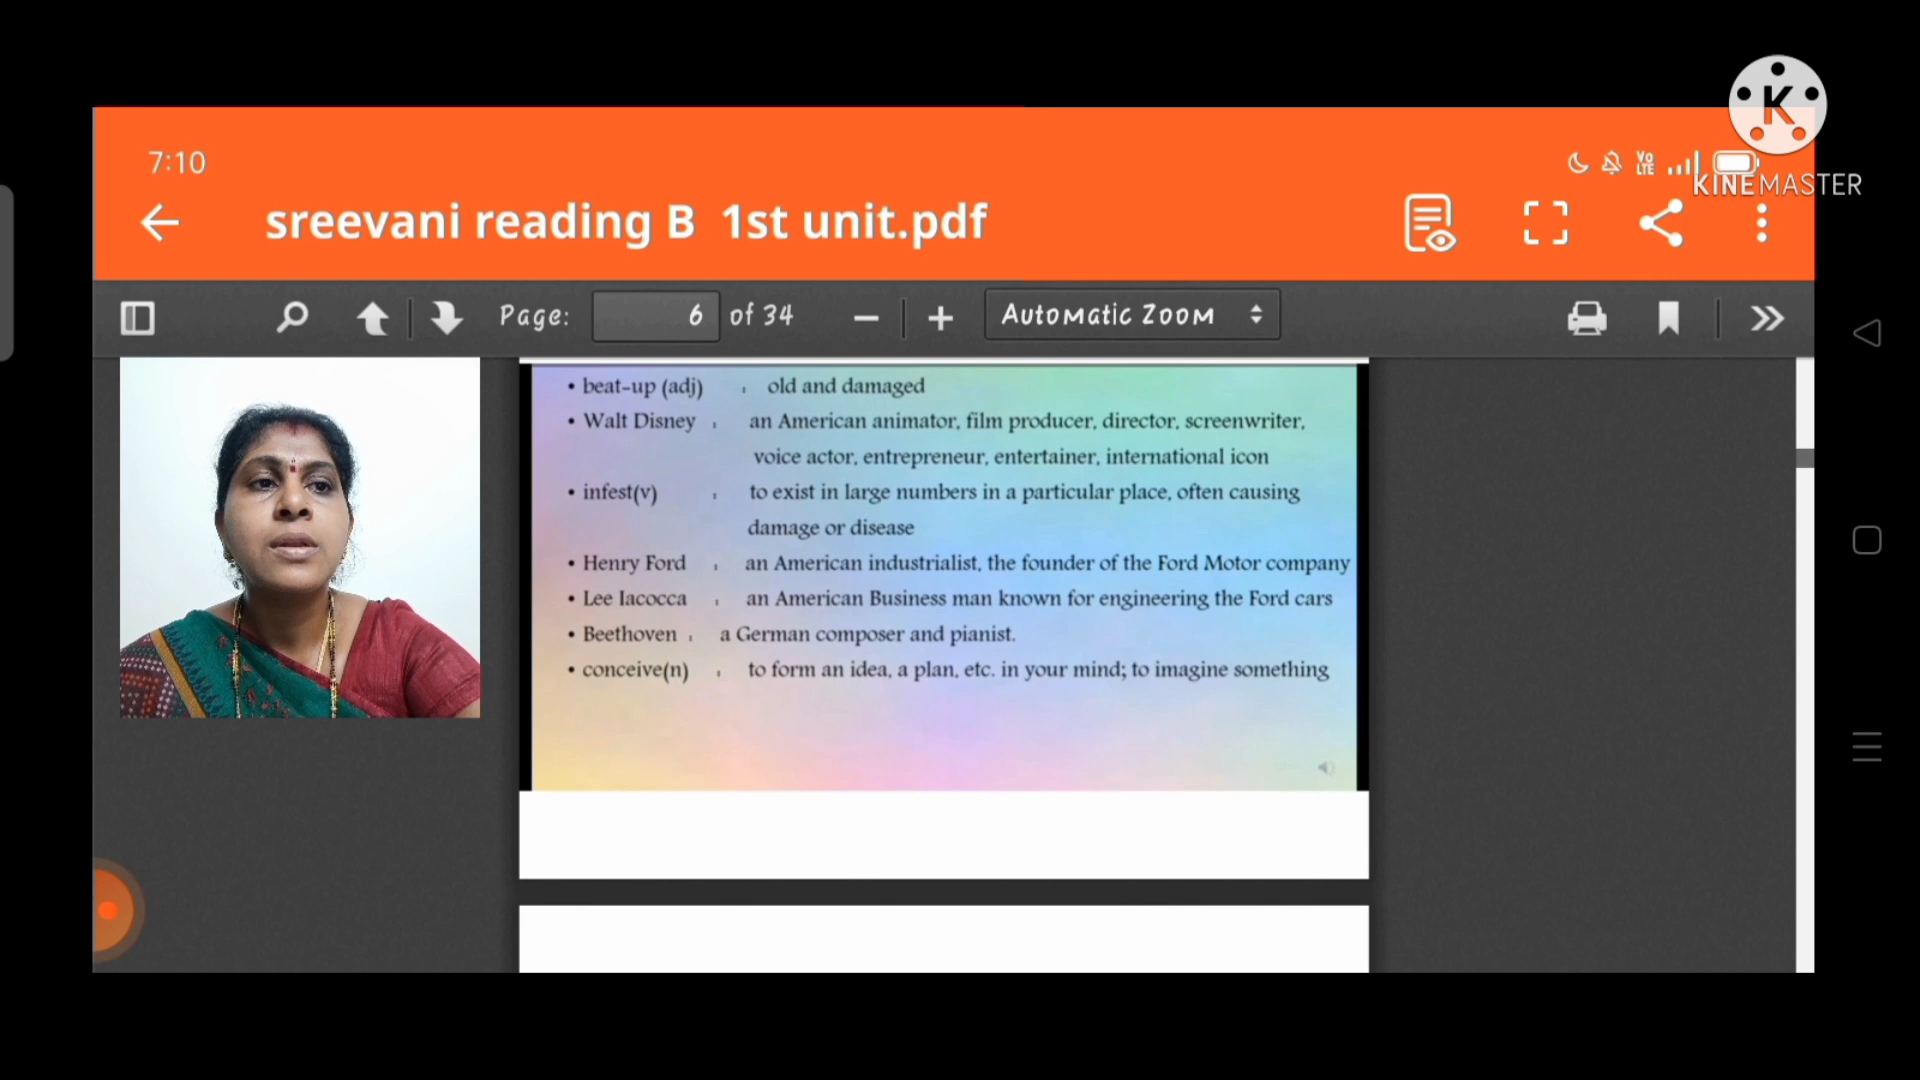 KINEMASTER
7:10
Vo
LTE
sreevani reading B 1st unit.pdf
Page: 6 of 34
Automatic Zoom
• beat-up (adj) : old and damaged
• Walt Disney : an American animator, film producer, director, screenwriter,
voice actor, entrepreneur, entertainer, international icon
• infest(v) : to exist in large numbers in a particular place, often causing
damage or disease
• Henry Ford : an American industrialist, the founder of the Ford Motor company
• Lee Iacocca : an American Business man known for engineering the Ford cars
• Beethoven : a German composer and pianist.
• conceive(n) : to form an idea, a plan, etc. in your mind; to imagine something